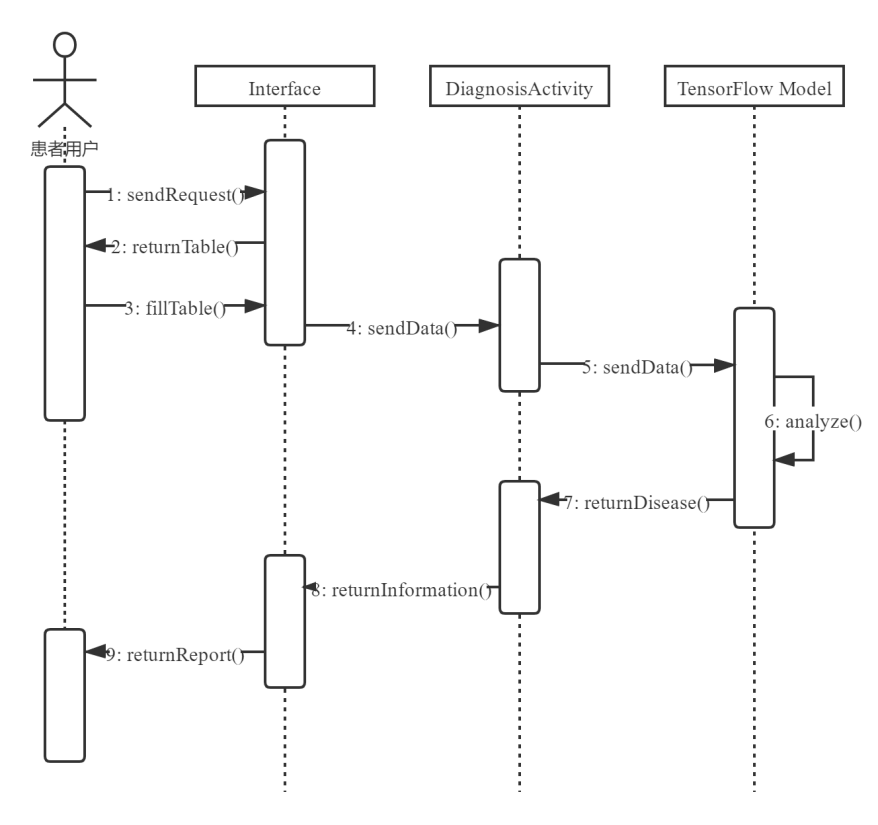 Interface
DiagnosisActivity
TensorFlow Model
患者用户
1: sendRequest()
2: returnTable()
3: fillTable()
4: sendData()
5: sendData()
6: analyze()
7: returnDisease()
8: returnInformation()
9: returnReport()